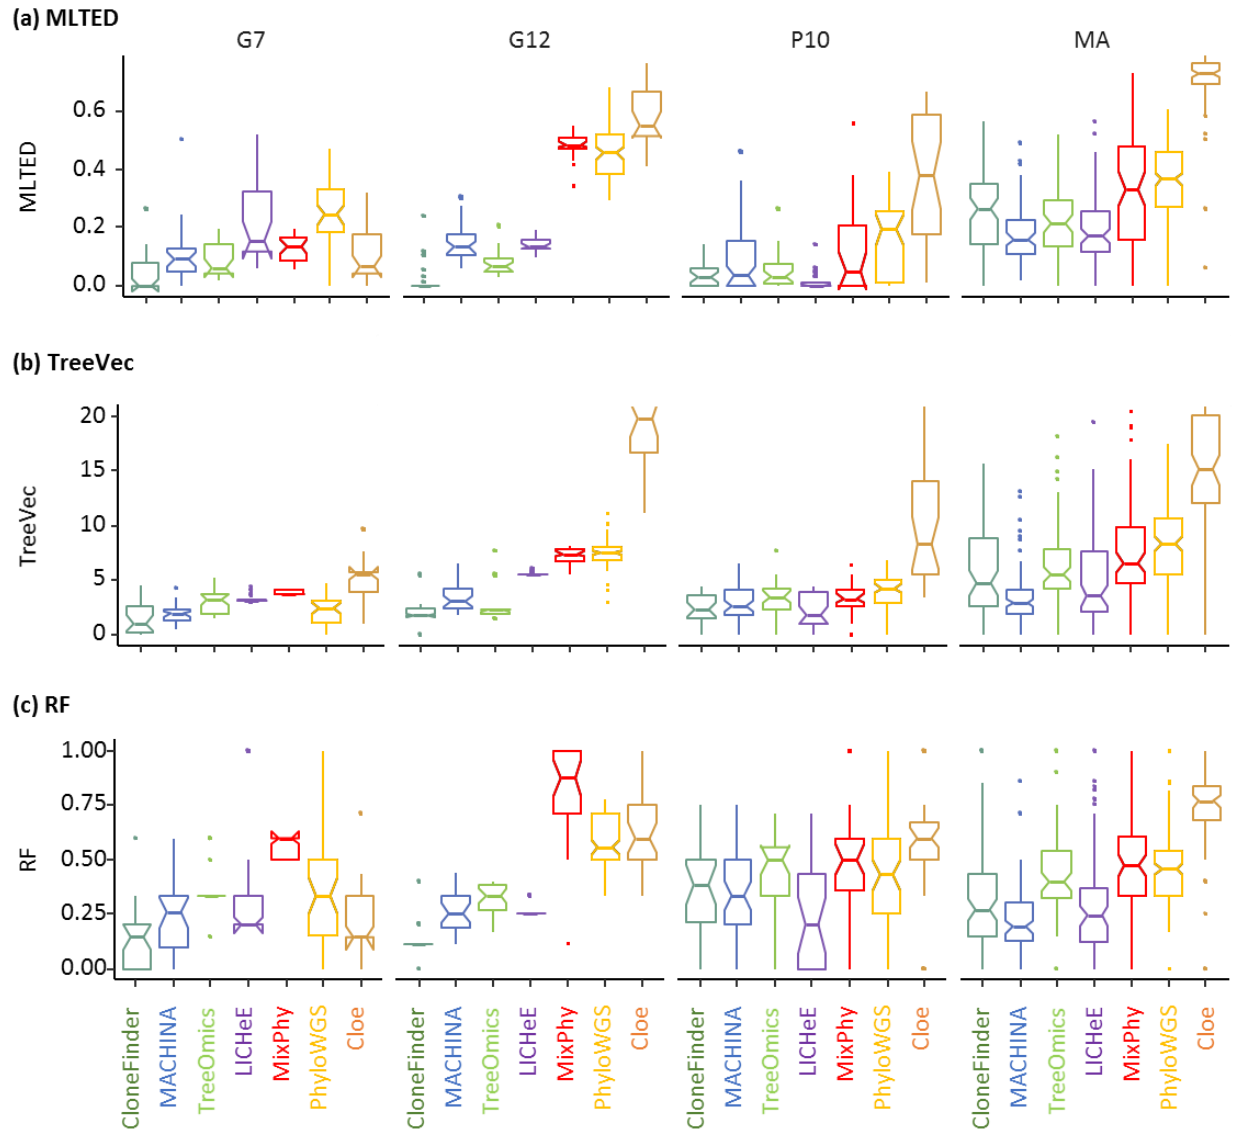 (a) MLTED
G7 G12 P10 MA
MLTED
0.6
0.4
0.2
0.0
(b) TreeVec
TreeVec
20
15
10
5
0
(c) RF
RF
1.00
0.75
0.50
0.25
0.00
CloneFinder MACHINA TreeOmics LICHeE MixPhy PhyloWGS Cloe CloneFinder MACHINA TreeOmics LICHeE MixPhy PhyloWGS Cloe CloneFinder MACHINA TreeOmics LICHeE MixPhy PhyloWGS Cloe CloneFinder MACHINA TreeOmics LICHeE MixPhy PhyloWGS Cloe